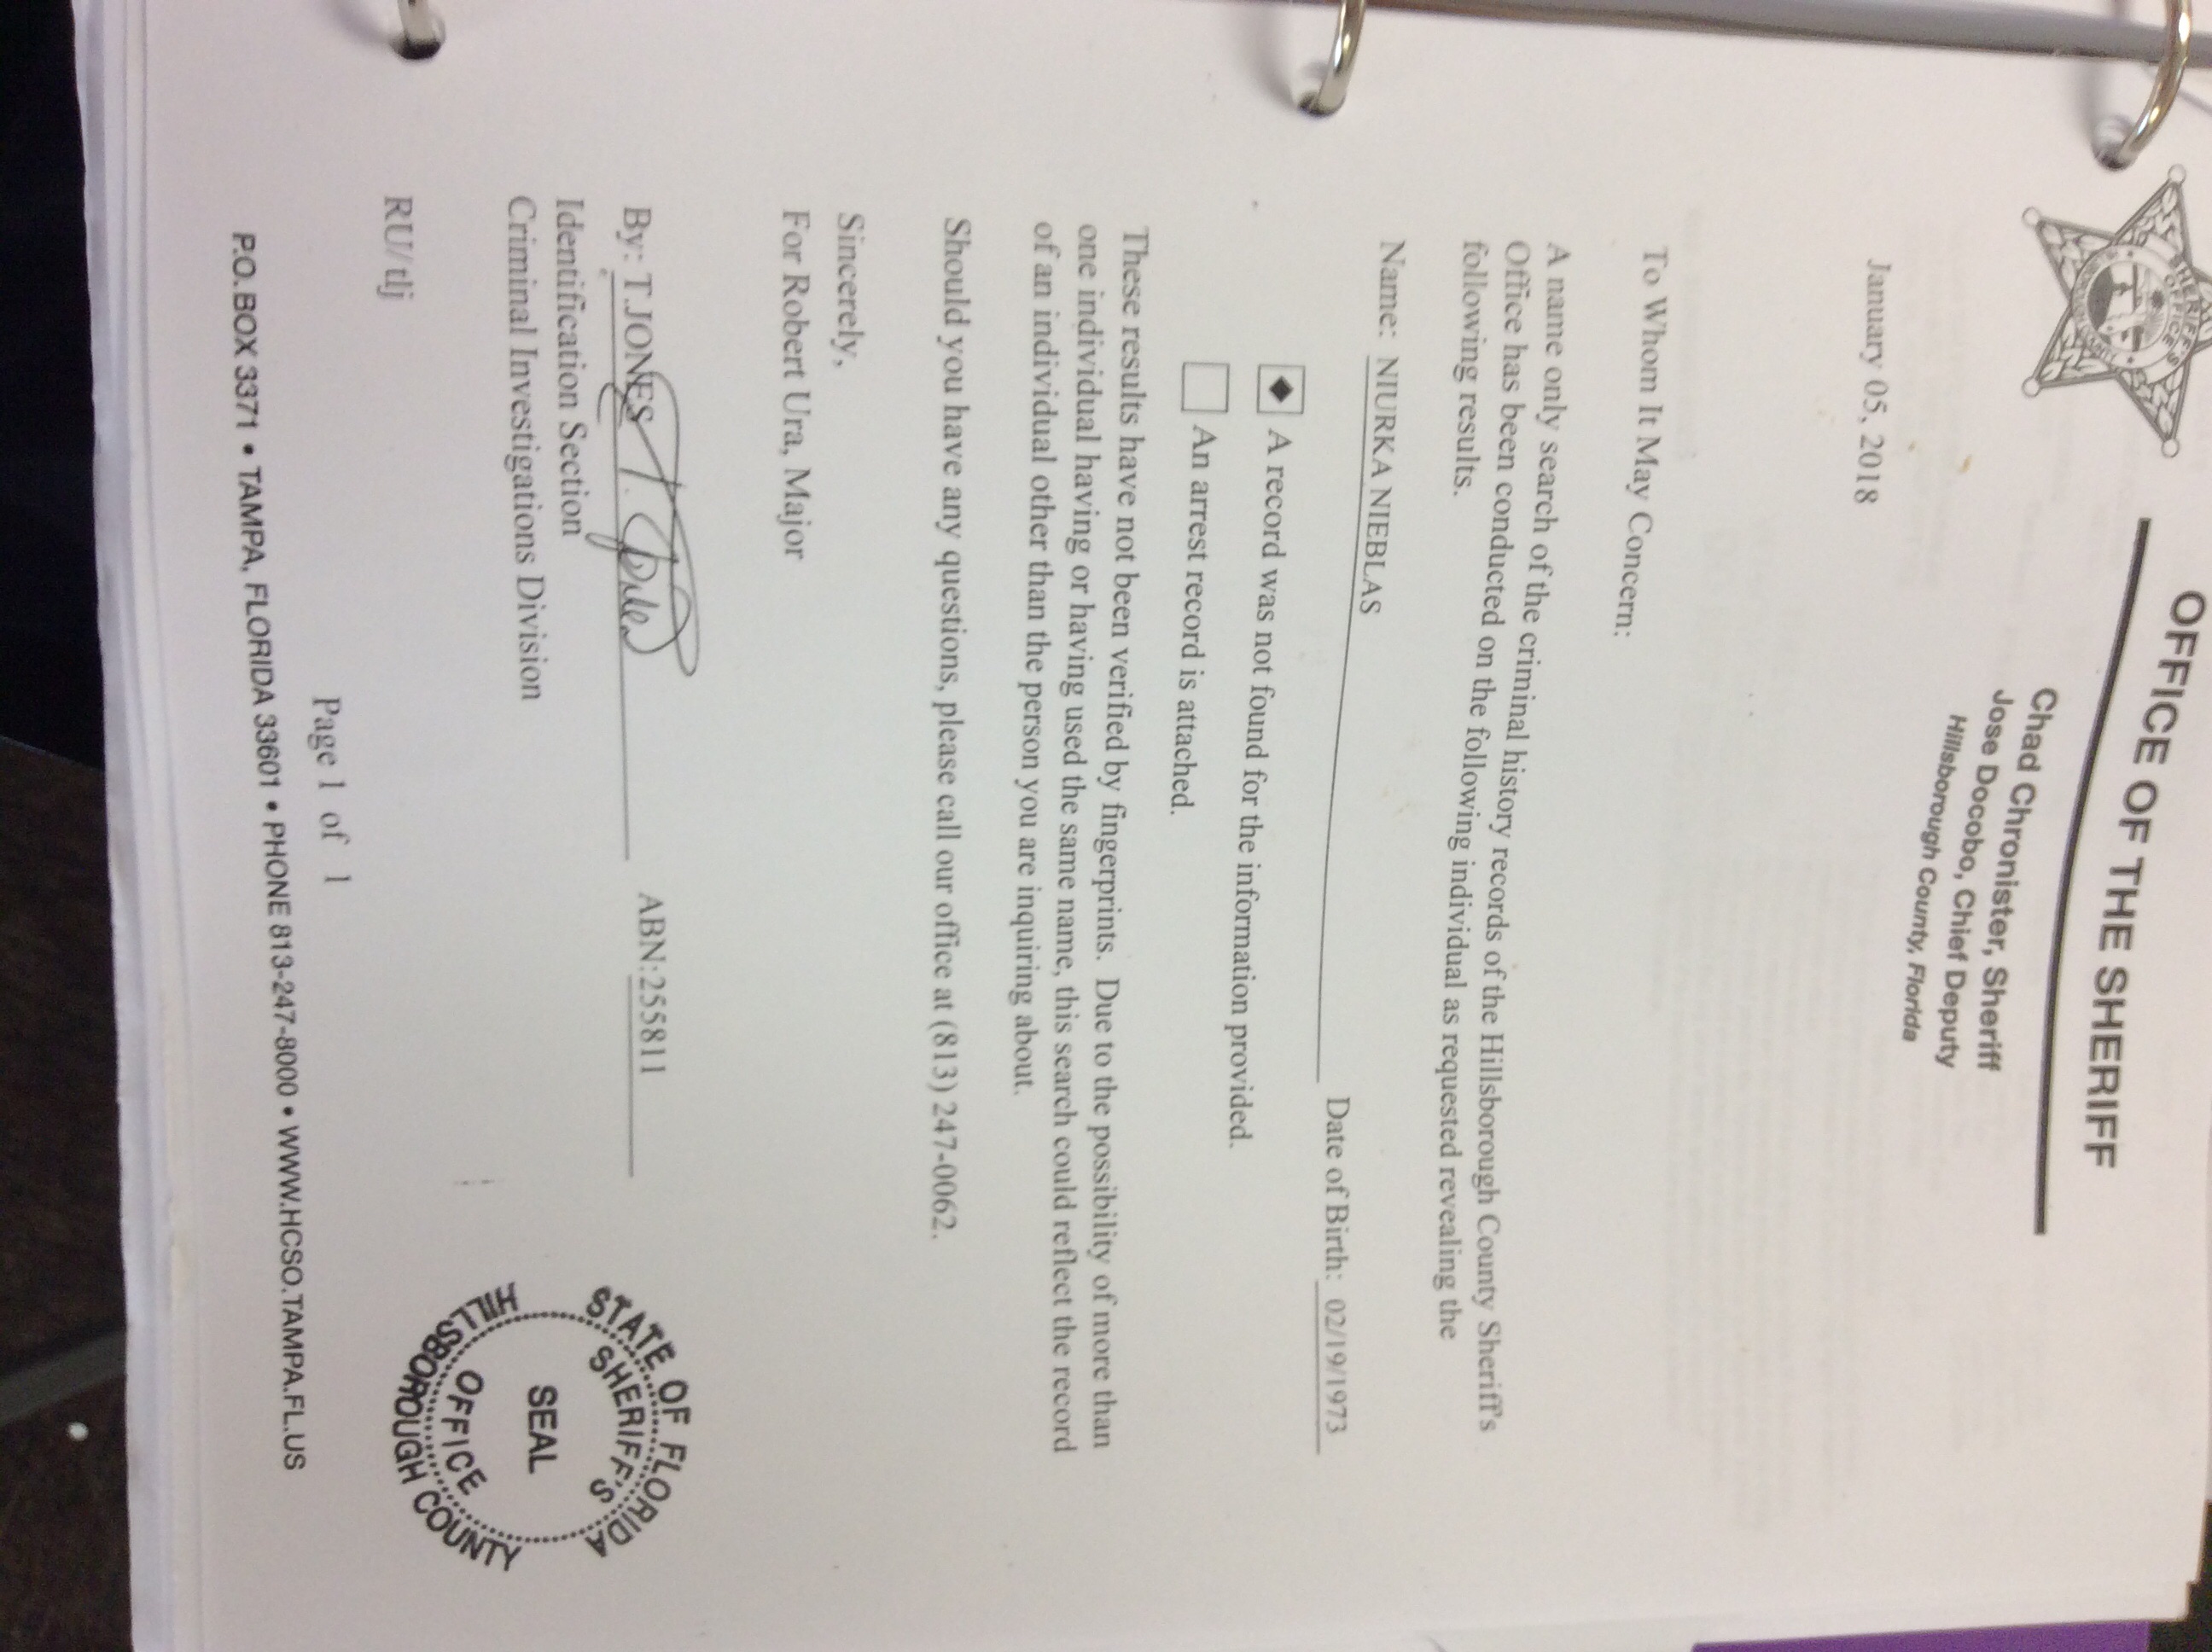 OFFICE OF THE SHERIFF
Chad Chronister, Sheriff
Jose Docobo, Chief Deputy
Hillsborough County, Florida
SHERIFF'S
OFFICE
January 05, 2018
To Whom It May Concern:
A name only search of the criminal history records of the Hillsborough County Sheriff's
Office has been conducted on the following individual as requested revealing the
following results.
Name: NIURKA NIEBLAS Date of Birth: 02/19/1973
A record was not found for the information provided.
An arrest record is attached.
These results have not been verified by fingerprints. Due to the possibility of more than
one individual having or having used the same name, this search could reflect the record
of an individual other than the person you are inquiring about.
Should you have any questions, please call our office at (813) 247-0062.
Sincerely,
For Robert Ura, Major
By: T.JONES T. Jones ABN:255811
Identification Section
Criminal Investigations Division
STATE OF FLORIDA
SHERIFF'S
SEAL
OFFICE
HILLSBOROUGH COUNTY
RU/tlj
Page 1 of 1
P.O. BOX 3371 • TAMPA, FLORIDA 33601 • PHONE 813-247-8000 • WWW.HCSO.TAMPA.FL.US